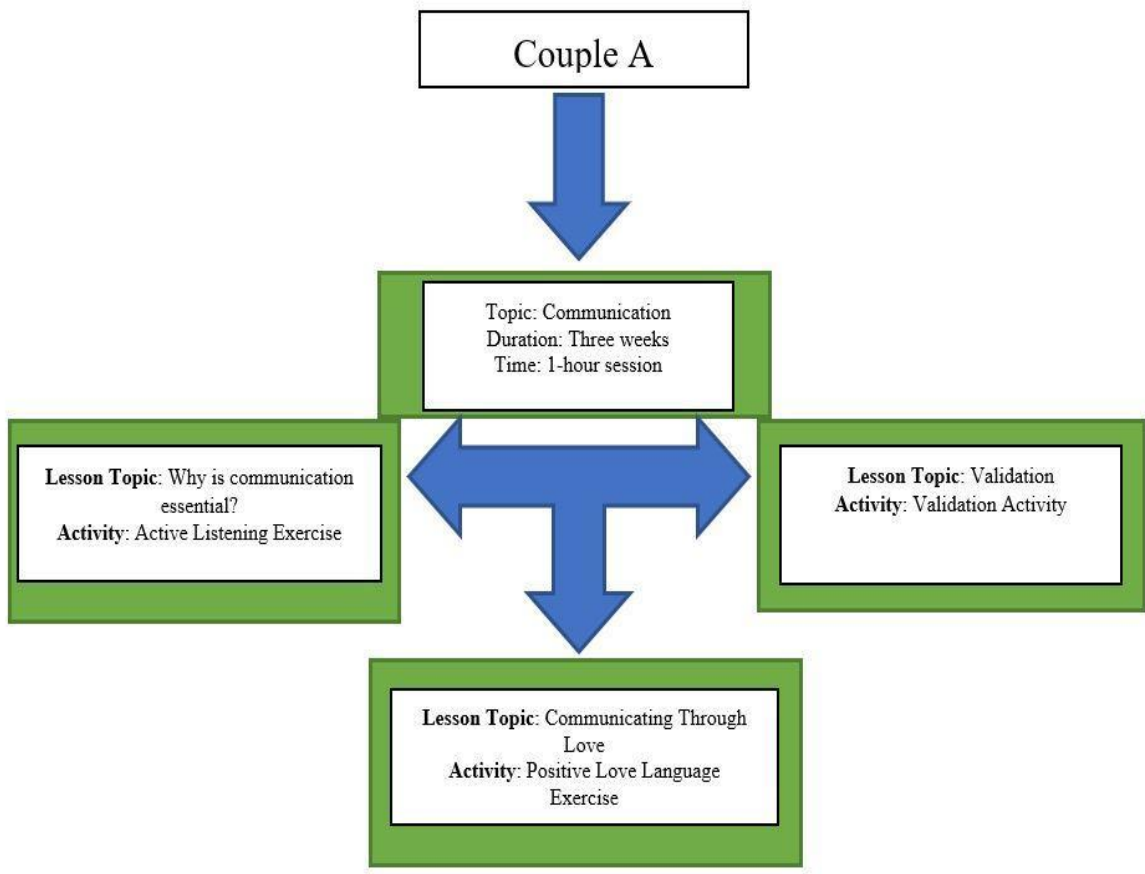 Couple A
Topic: Communication
Duration: Three weeks
Time: 1-hour session
Lesson Topic: Why is communication
essential?
Activity: Active Listening Exercise
Lesson Topic: Validation
Activity: Validation Activity
Lesson Topic: Communicating Through
Love
Activity: Positive Love Language
Exercise